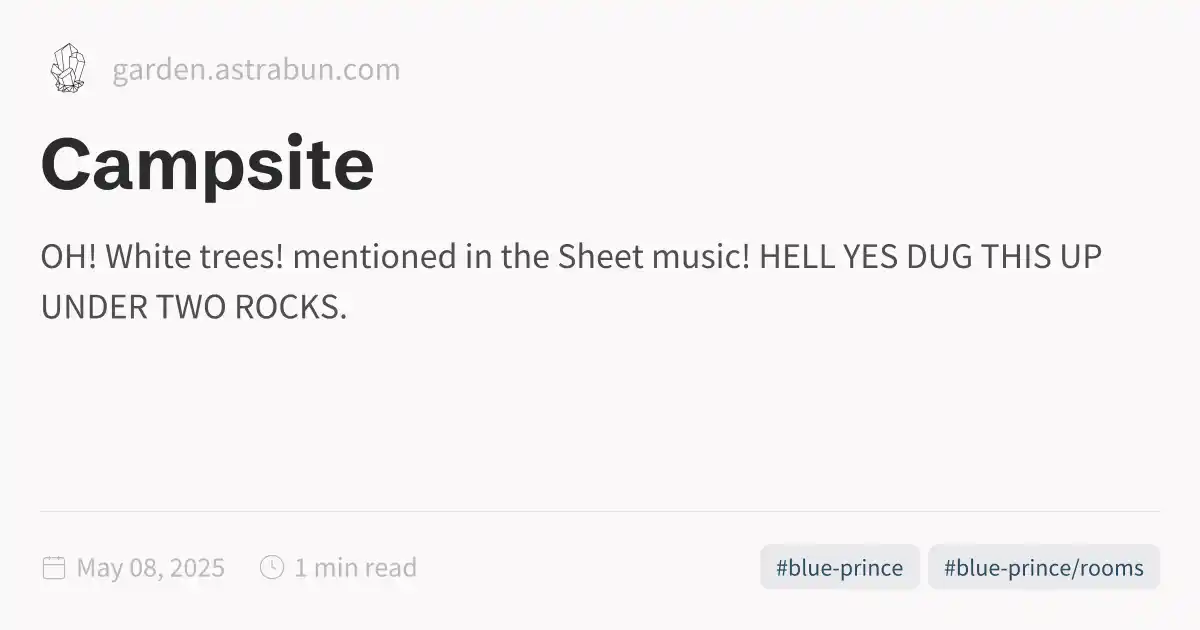 garden.astrabun.com
Campsite
OH! White trees! mentioned in the Sheet music! HELL YES DUG THIS UP
UNDER TWO ROCKS.
May 08, 2025 1 min read #blue-prince #blue-prince/rooms